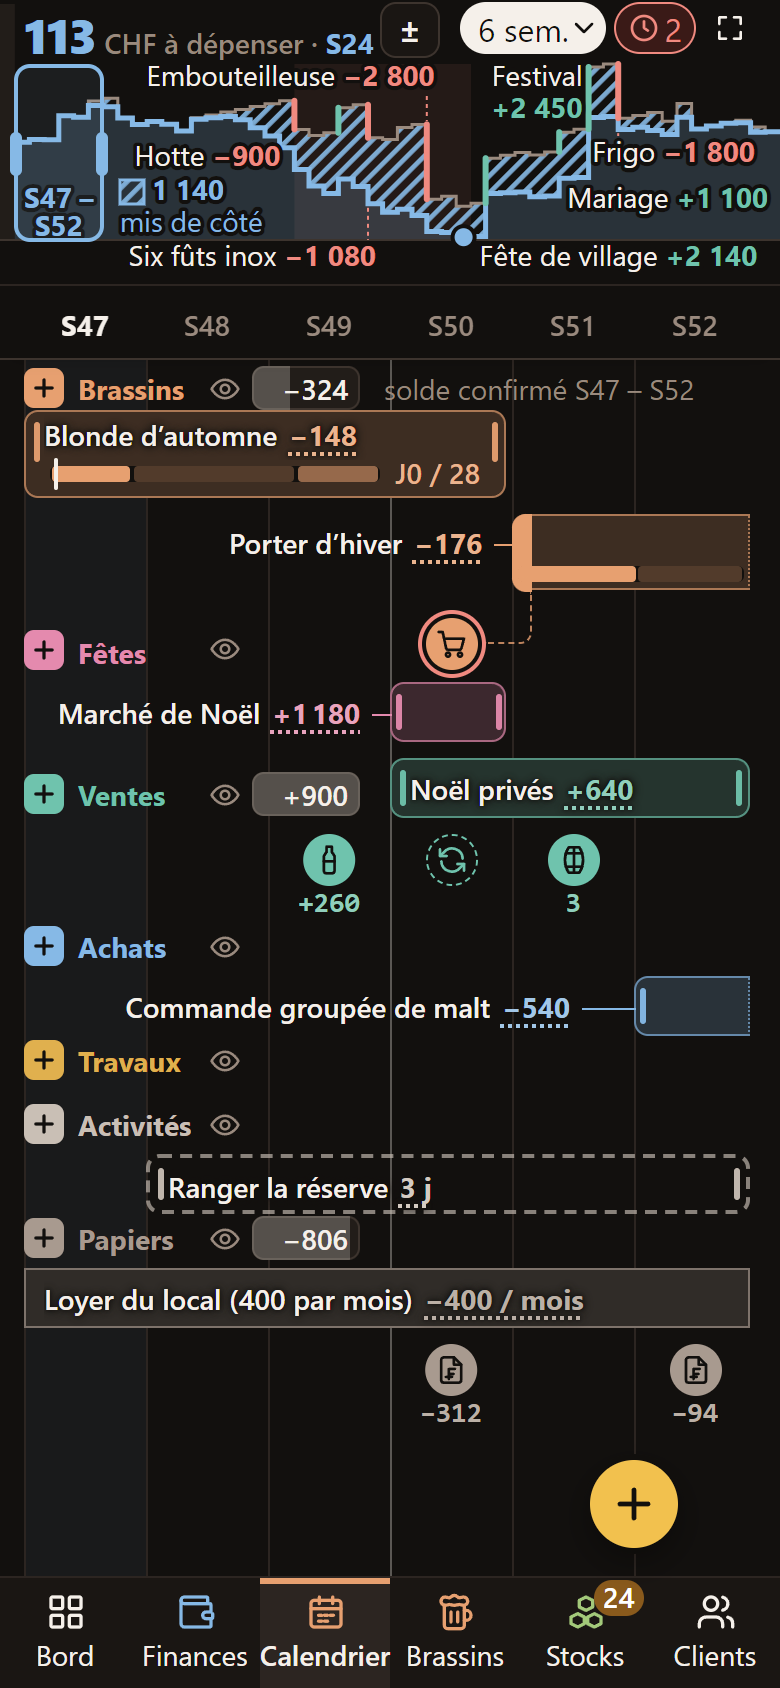 113 CHF à dépenser · S24
±
6 sem.
2
Embouteilleuse −2 800
Festival
+2 450
Hotte −900
Frigo −1 800
S47 –
S52
1 140
mis de côté
Mariage +1 100
Six fûts inox −1 080
Fête de village +2 140
S47 S48 S49 S50 S51 S52
Brassins −324 solde confirmé S47 – S52
Blonde d’automne −148
J0 / 28
Porter d’hiver −176
Fêtes
Marché de Noël +1 180
Ventes +900
Noël privés +640
+260
3
Achats
Commande groupée de malt −540
Travaux
Activités
Ranger la réserve 3 j
Papiers −806
Loyer du local (400 par mois) −400 / mois
−312
−94
+
24
Bord Finances Calendrier Brassins Stocks Clients